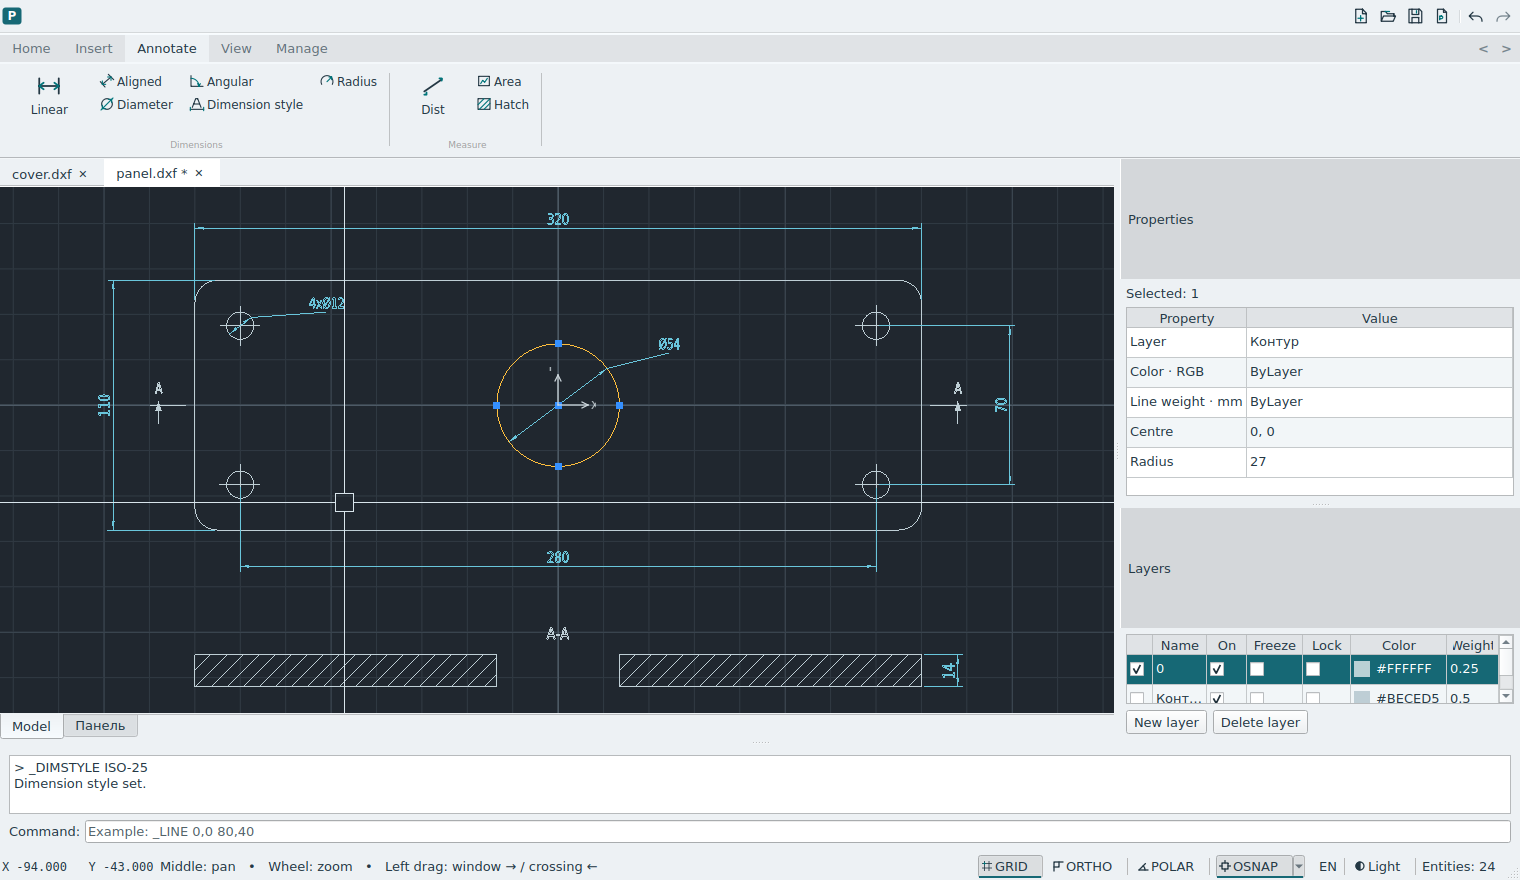 P
Home Insert Annotate View Manage < >
Linear
Aligned
Angular
Radius
Diameter
Dimension style
Dimensions
Dist
Area
Hatch
Measure
cover.dxf ×
panel.dxf * ×
320
4xØ12
Ø54
A
A
110
70
X
280
A-A
14
Model
Панель
Properties
Selected: 1
Property Value
Layer Контур
Color · RGB ByLayer
Line weight · mm ByLayer
Centre 0, 0
Radius 27
Layers
Name On Freeze Lock Color Weight
0 #FFFFFF 0.25
Конт... #BECED5 0.5
New layer Delete layer
> _DIMSTYLE ISO-25
Dimension style set.
Command: Example: _LINE 0,0 80,40
X -94.000 Y -43.000 Middle: pan • Wheel: zoom • Left drag: window → / crossing ← GRID ORTHO POLAR OSNAP EN Light Entities: 24